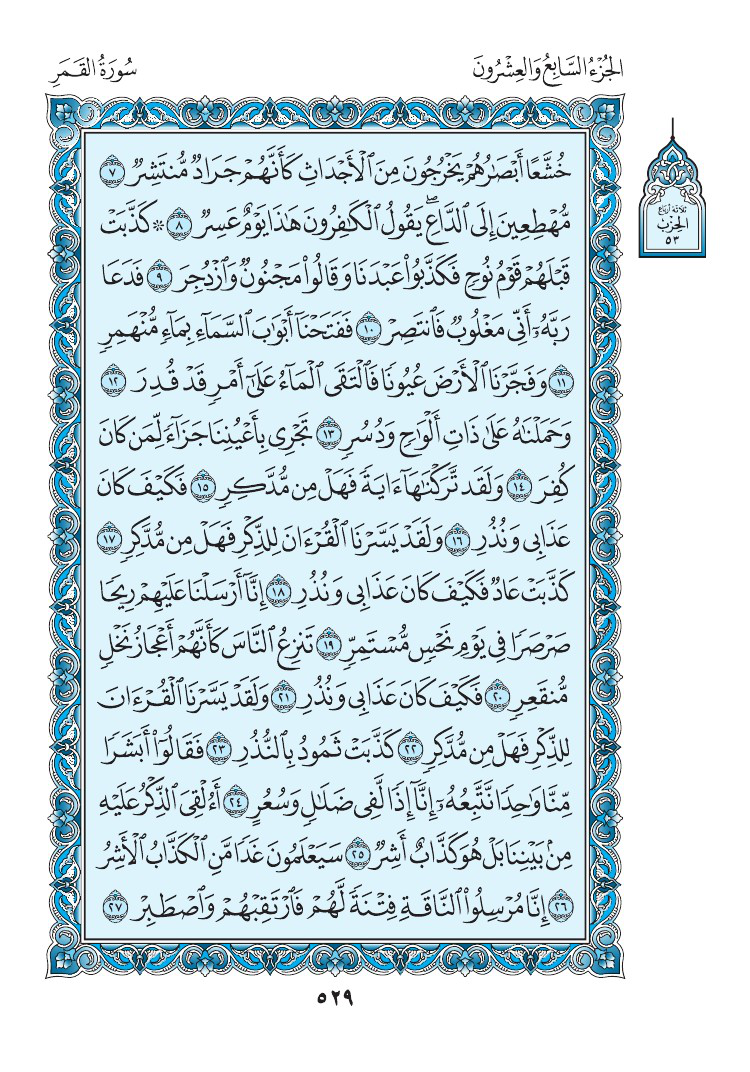 الجُزْءُ السَّابِعُ وَالعِشْرُونَ
سُورَةُ القَمَرِ
خُشَّعًا أَبْصَٰرُهُمْ يَخْرُجُونَ مِنَ ٱلْأَجْدَاثِ كَأَنَّهُمْ جَرَادٌ مُّنتَشِرٌ ٧
مُّهْطِعِينَ إِلَى ٱلدَّاعِ ۖ يَقُولُ ٱلْكَٰفِرُونَ هَٰذَا يَوْمٌ عَسِرٌ ٨ ۞ كَذَّبَتْ
قَبْلَهُمْ قَوْمُ نُوحٍ فَكَذَّبُوا۟ عَبْدَنَا وَقَالُوا۟ مَجْنُونٌ وَٱزْدُجِرَ ٩ فَدَعَا
رَبَّهُۥٓ أَنِّى مَغْلُوبٌ فَٱنتَصِرْ ١٠ فَفَتَحْنَآ أَبْوَٰبَ ٱلسَّمَآءِ بِمَآءٍ مُّنْهَمِرٍ
١١ وَفَجَّرْنَا ٱلْأَرْضَ عُيُونًا فَٱلْتَقَى ٱلْمَآءُ عَلَىٰٓ أَمْرٍ قَدْ قُدِرَ ١٢
وَحَمَلْنَٰهُ عَلَىٰ ذَاتِ أَلْوَٰحٍ وَدُسُرٍ ١٣ تَجْرِى بِأَعْيُنِنَا جَزَآءً لِّمَن كَانَ
كُفِرَ ١٤ وَلَقَد تَّرَكْنَٰهَآ ءَايَةً فَهَلْ مِن مُّدَّكِرٍ ١٥ فَكَيْفَ كَانَ
عَذَابِى وَنُذُرِ ١٦ وَلَقَدْ يَسَّرْنَا ٱلْقُرْءَانَ لِلذِّكْرِ فَهَلْ مِن مُّدَّكِرٍ ١٧
كَذَّبَتْ عَادٌ فَكَيْفَ كَانَ عَذَابِى وَنُذُرِ ١٨ إِنَّآ أَرْسَلْنَا عَلَيْهِمْ رِيحًا
صَرْصَرًا فِى يَوْمِ نَحْسٍ مُّسْتَمِرٍّ ١٩ تَنزِعُ ٱلنَّاسَ كَأَنَّهُمْ أَعْجَازُ نَخْلٍ
مُّنقَعِرٍ ٢٠ فَكَيْفَ كَانَ عَذَابِى وَنُذُرِ ٢١ وَلَقَدْ يَسَّرْنَا ٱلْقُرْءَانَ
لِلذِّكْرِ فَهَلْ مِن مُّدَّكِرٍ ٢٢ كَذَّبَتْ ثَمُودُ بِٱلنُّذُرِ ٢٣ فَقَالُوٓا۟ أَبَشَرًا
مِّنَّا وَٰحِدًا نَّتَّبِعُهُۥٓ إِنَّآ إِذًا لَّفِى ضَلَٰلٍ وَسُعُرٍ ٢٤ أَءُلْقِىَ ٱلذِّكْرُ عَلَيْهِ
مِنۢ بَيْنِنَا بَلْ هُوَ كَذَّابٌ أَشِرٌ ٢٥ سَيَعْلَمُونَ غَدًا مَّنِ ٱلْكَذَّابُ ٱلْأَشِرُ
٢٦ إِنَّا مُرْسِلُوا۟ ٱلنَّاقَةِ فِتْنَةً لَّهُمْ فَٱرْتَقِبْهُمْ وَٱصْطَبِرْ ٢٧
ثلاثة أرباع
الحِزْب
٥٣
٥٢٩